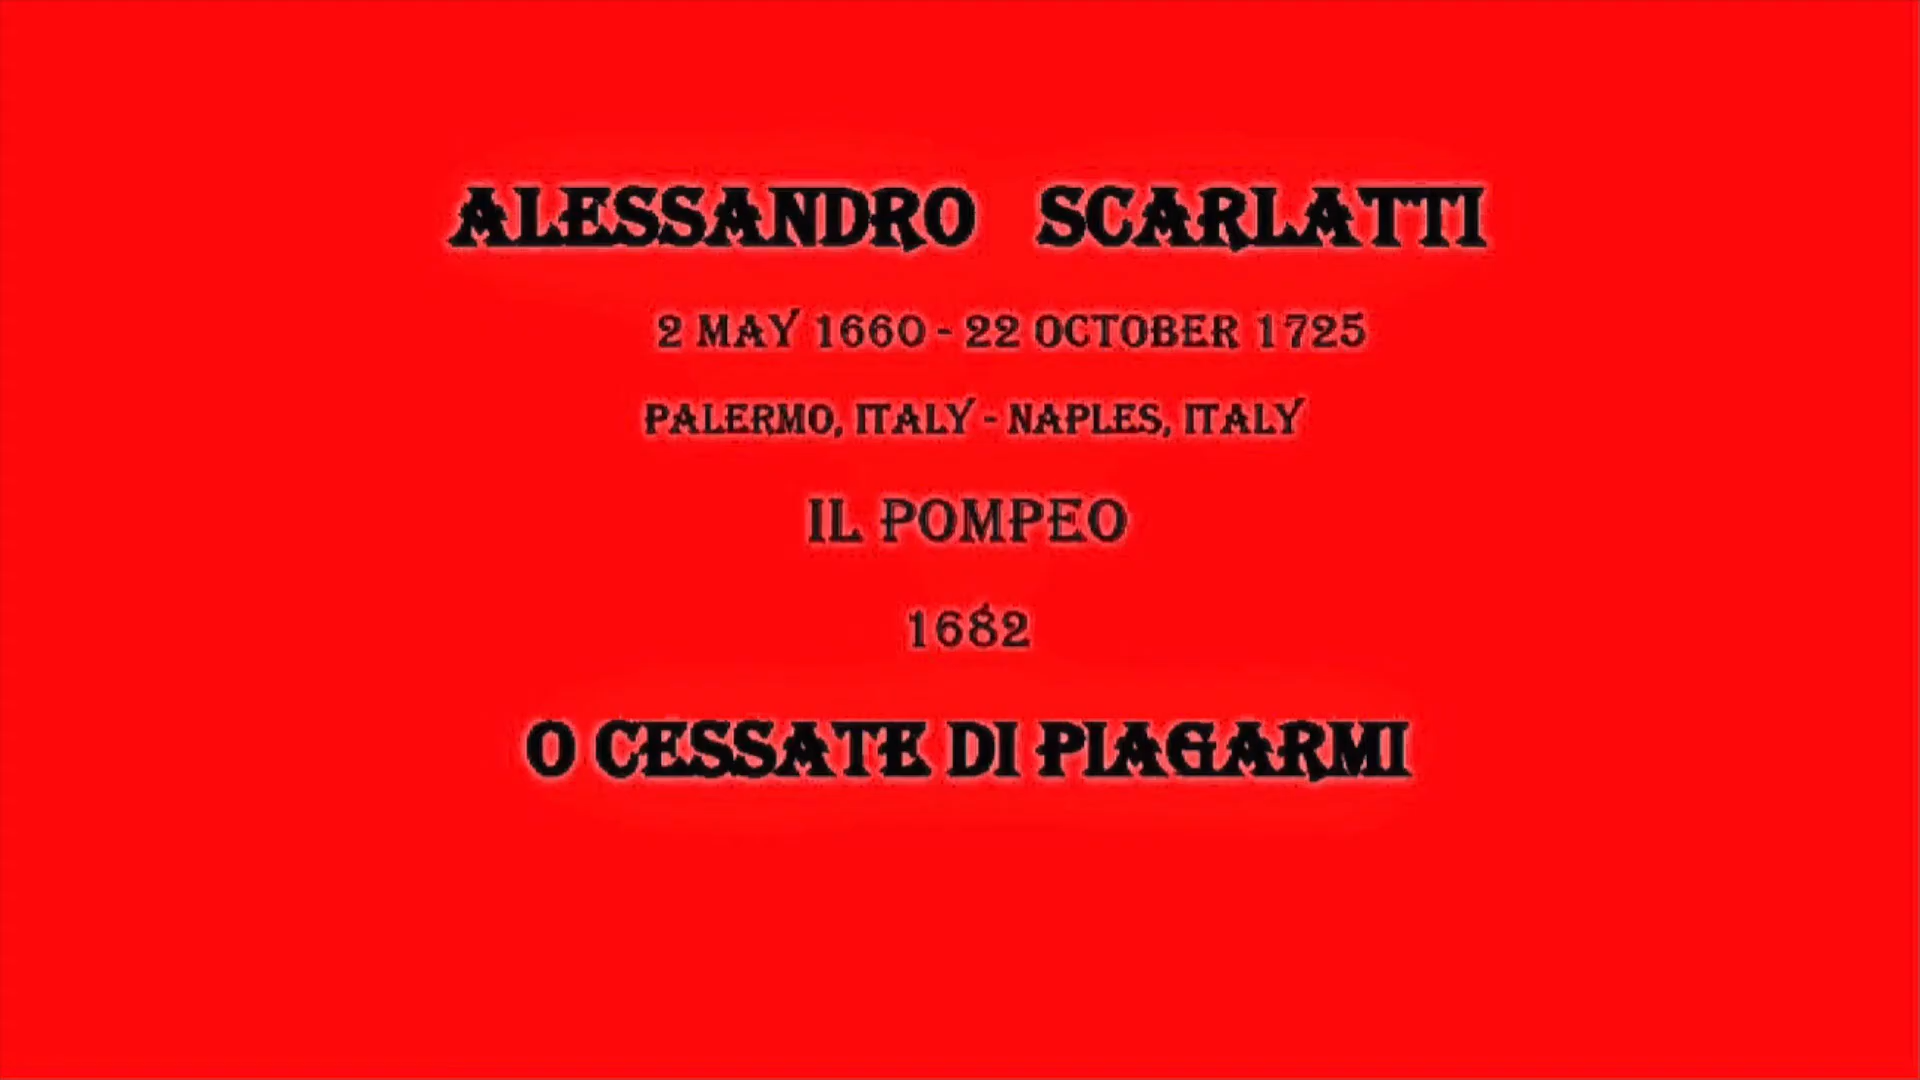 ALESSANDRO SCARLATTI
2 MAY 1660 - 22 OCTOBER 1725
PALERMO, ITALY - NAPLES, ITALY
IL POMPEO
1682
O CESSATE DI PIAGARMI